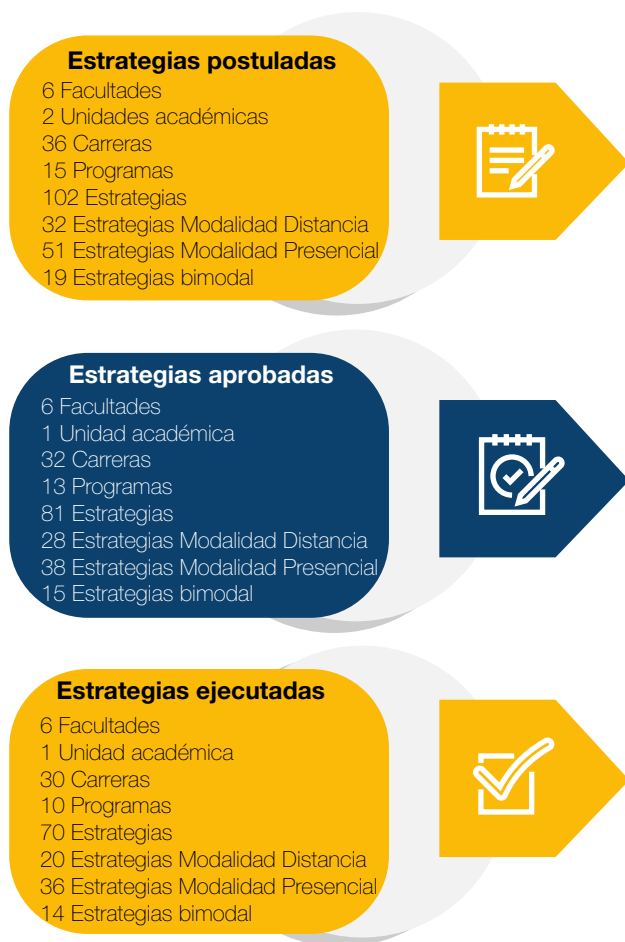 Estrategias postuladas
6 Facultades
2 Unidades académicas
36 Carreras
15 Programas
102 Estrategias
32 Estrategias Modalidad Distancia
51 Estrategias Modalidad Presencial
19 Estrategias bimodal
Estrategias aprobadas
6 Facultades
1 Unidad académica
32 Carreras
13 Programas
81 Estrategias
28 Estrategias Modalidad Distancia
38 Estrategias Modalidad Presencial
15 Estrategias bimodal
Estrategias ejecutadas
6 Facultades
1 Unidad académica
30 Carreras
10 Programas
70 Estrategias
20 Estrategias Modalidad Distancia
36 Estrategias Modalidad Presencial
14 Estrategias bimodal